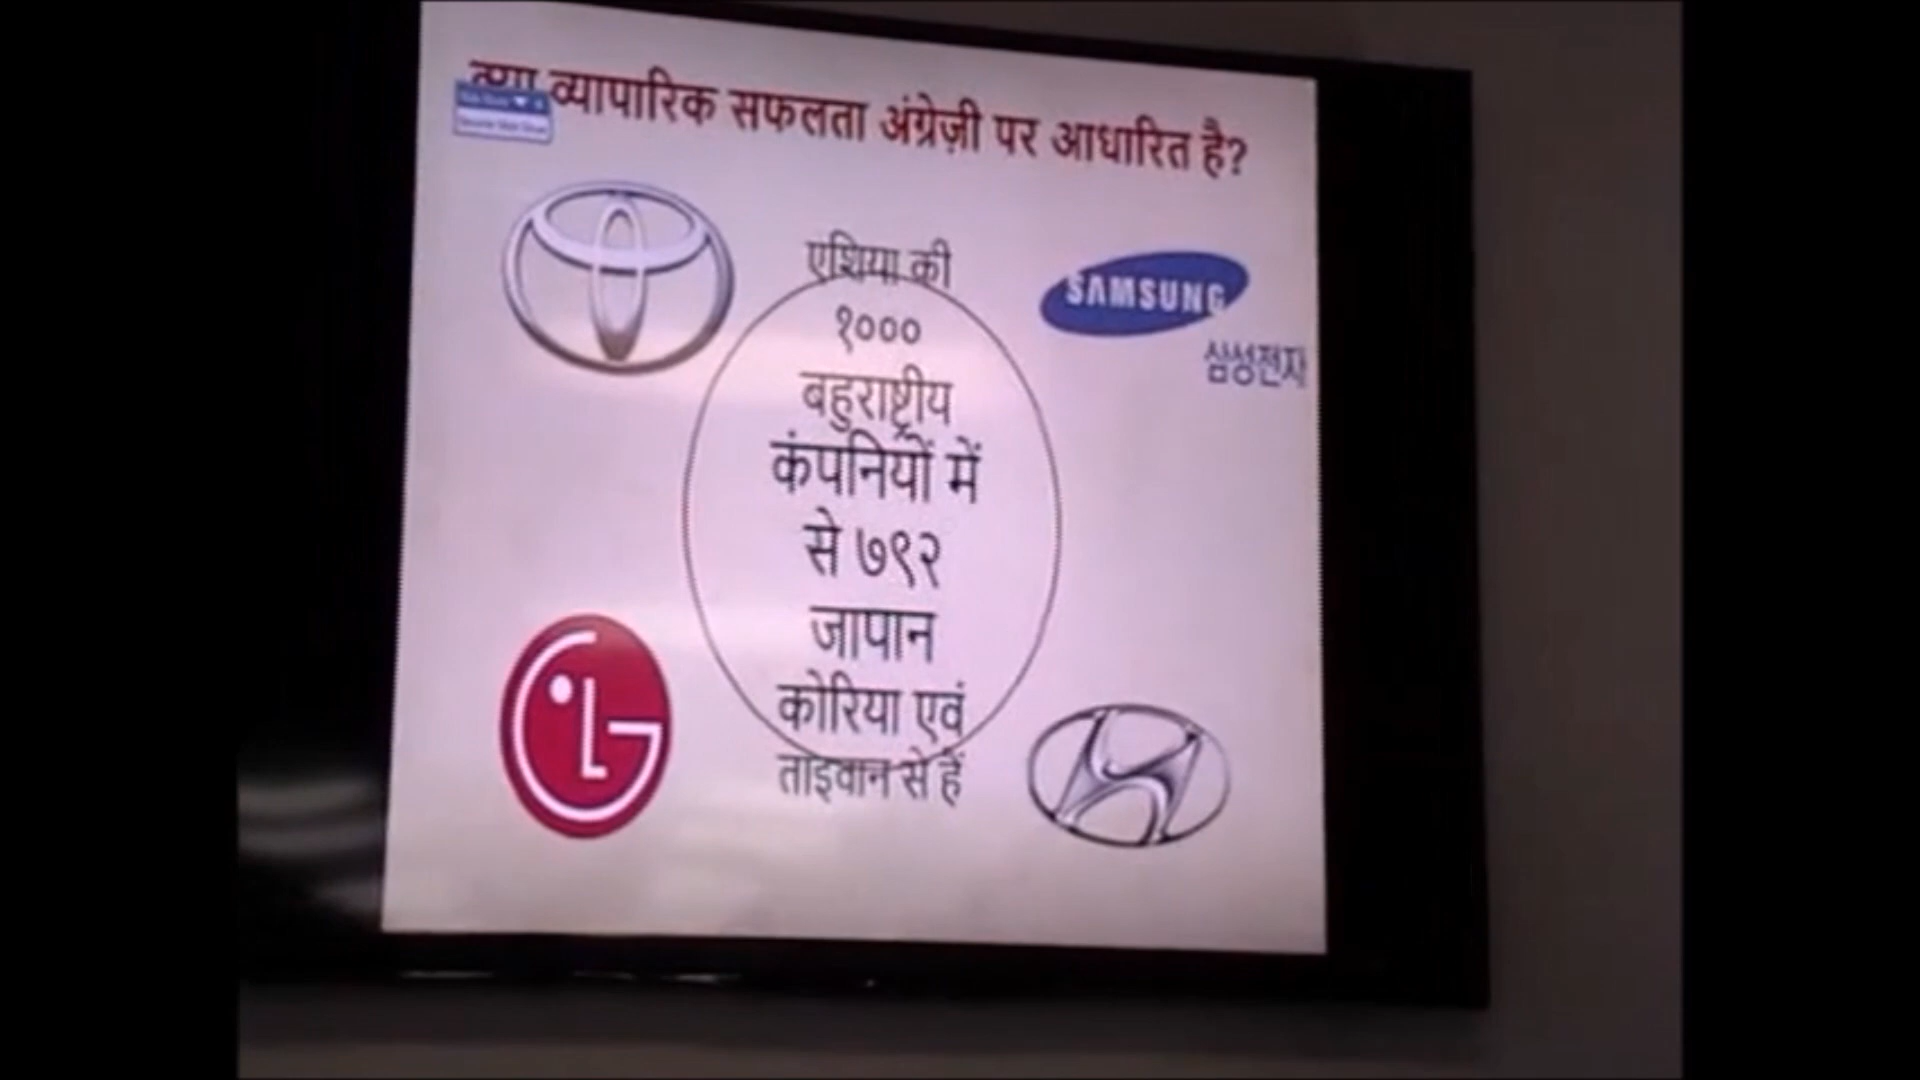 क्या व्यापारिक सफलता अंग्रेज़ी पर आधारित है?
एशिया की
१०००
बहुराष्ट्रीय
कंपनियों में
से ७९२
जापान
कोरिया एवं
ताइवान से हैं
SAMSUNG
삼성전자
LG